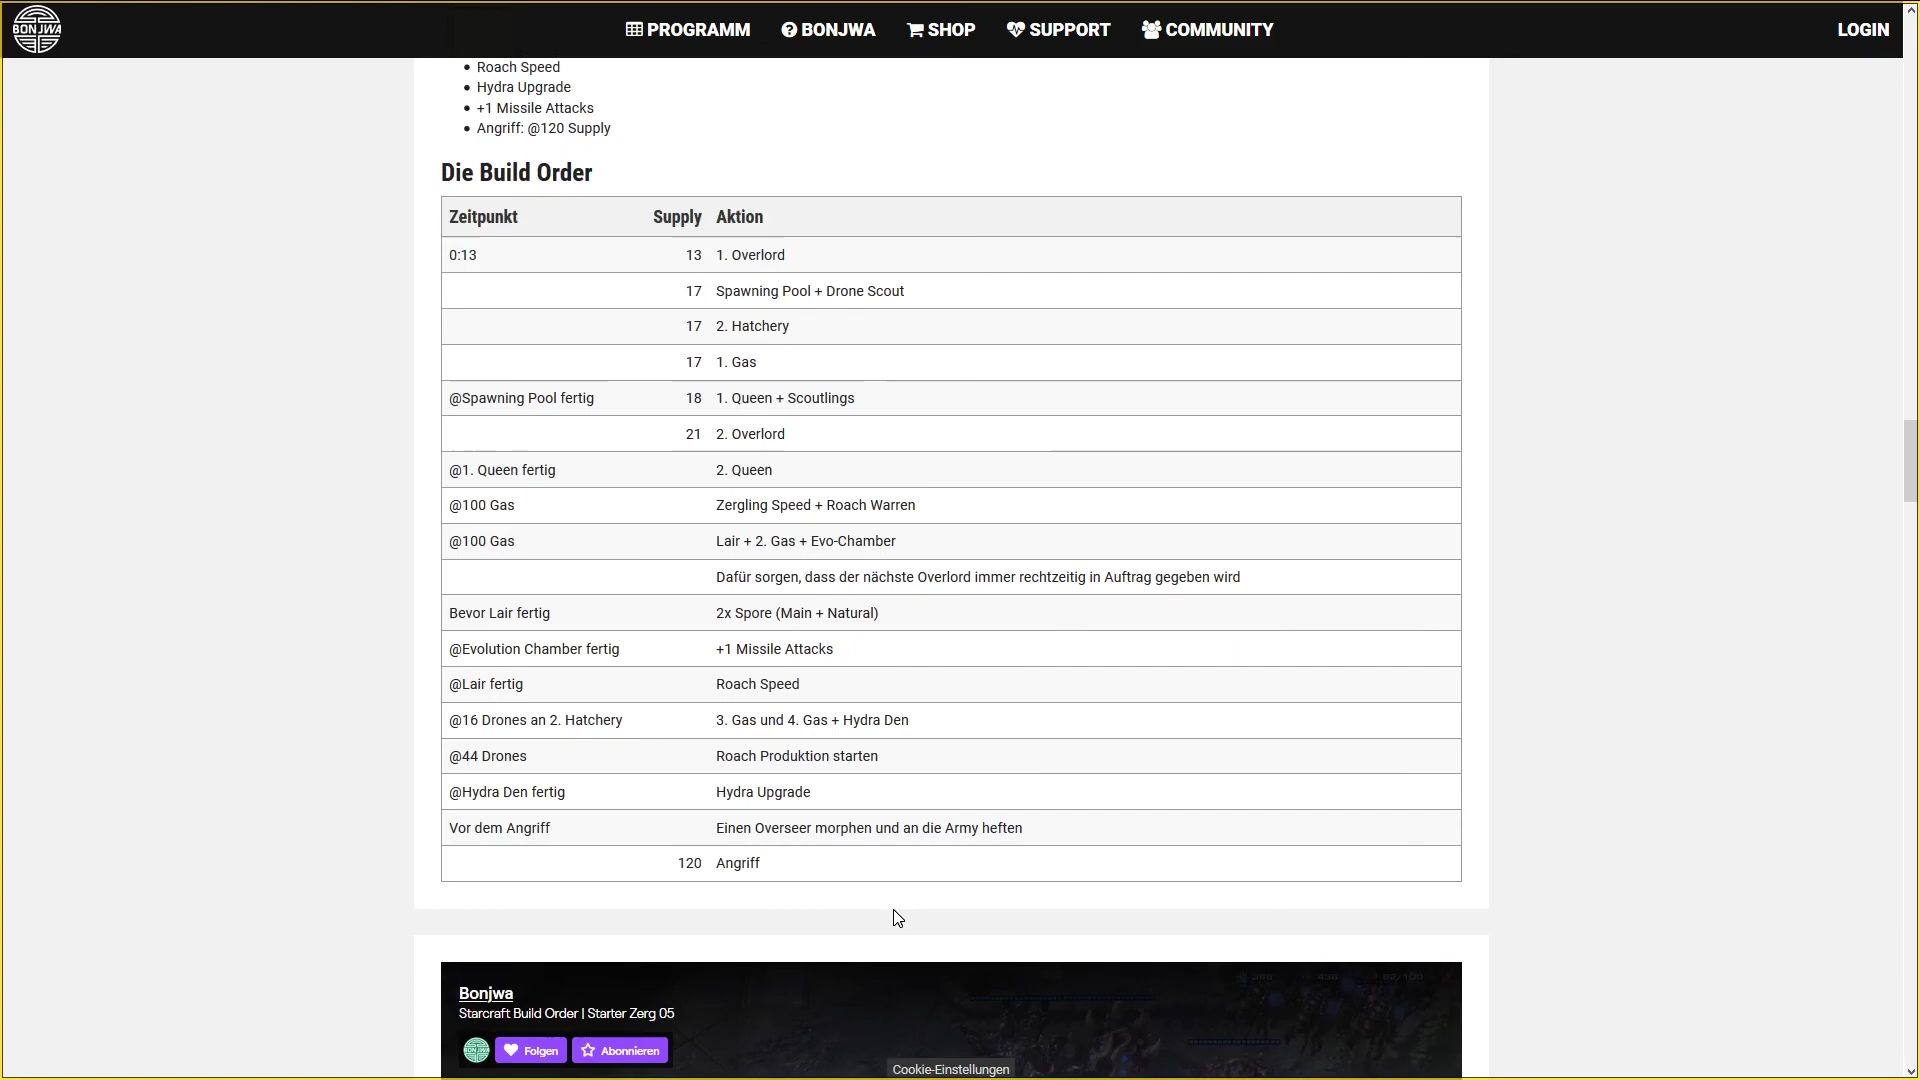 BONJWA
PROGRAMM BONJWA SHOP SUPPORT COMMUNITY LOGIN
Roach Speed
Hydra Upgrade
+1 Missile Attacks
Angriff: @120 Supply
Die Build Order
Zeitpunkt Supply Aktion
0:13 13 1. Overlord
17 Spawning Pool + Drone Scout
17 2. Hatchery
17 1. Gas
@Spawning Pool fertig 18 1. Queen + Scoutlings
21 2. Overlord
@1. Queen fertig 2. Queen
@100 Gas Zergling Speed + Roach Warren
@100 Gas Lair + 2. Gas + Evo-Chamber
Dafür sorgen, dass der nächste Overlord immer rechtzeitig in Auftrag gegeben wird
Bevor Lair fertig 2x Spore (Main + Natural)
@Evolution Chamber fertig +1 Missile Attacks
@Lair fertig Roach Speed
@16 Drones an 2. Hatchery 3. Gas und 4. Gas + Hydra Den
@44 Drones Roach Produktion starten
@Hydra Den fertig Hydra Upgrade
Vor dem Angriff Einen Overseer morphen und an die Army heften
120 Angriff
Bonjwa
Starcraft Build Order | Starter Zerg 05
BONJWA Folgen Abonnieren
Cookie-Einstellungen